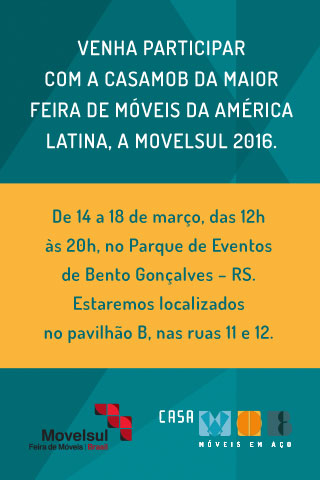 VENHA PARTICIPAR
COM A CASAMOB DA MAIOR
FEIRA DE MÓVEIS DA AMÉRICA
LATINA, A MOVELSUL 2016.
De 14 a 18 de março, das 12h
às 20h, no Parque de Eventos
de Bento Gonçalves – RS.
Estaremos localizados
no pavilhão B, nas ruas 11 e 12.
Movelsul
Feira de Móveis | Brasil
CASA MOB
MÓVEIS EM AÇO